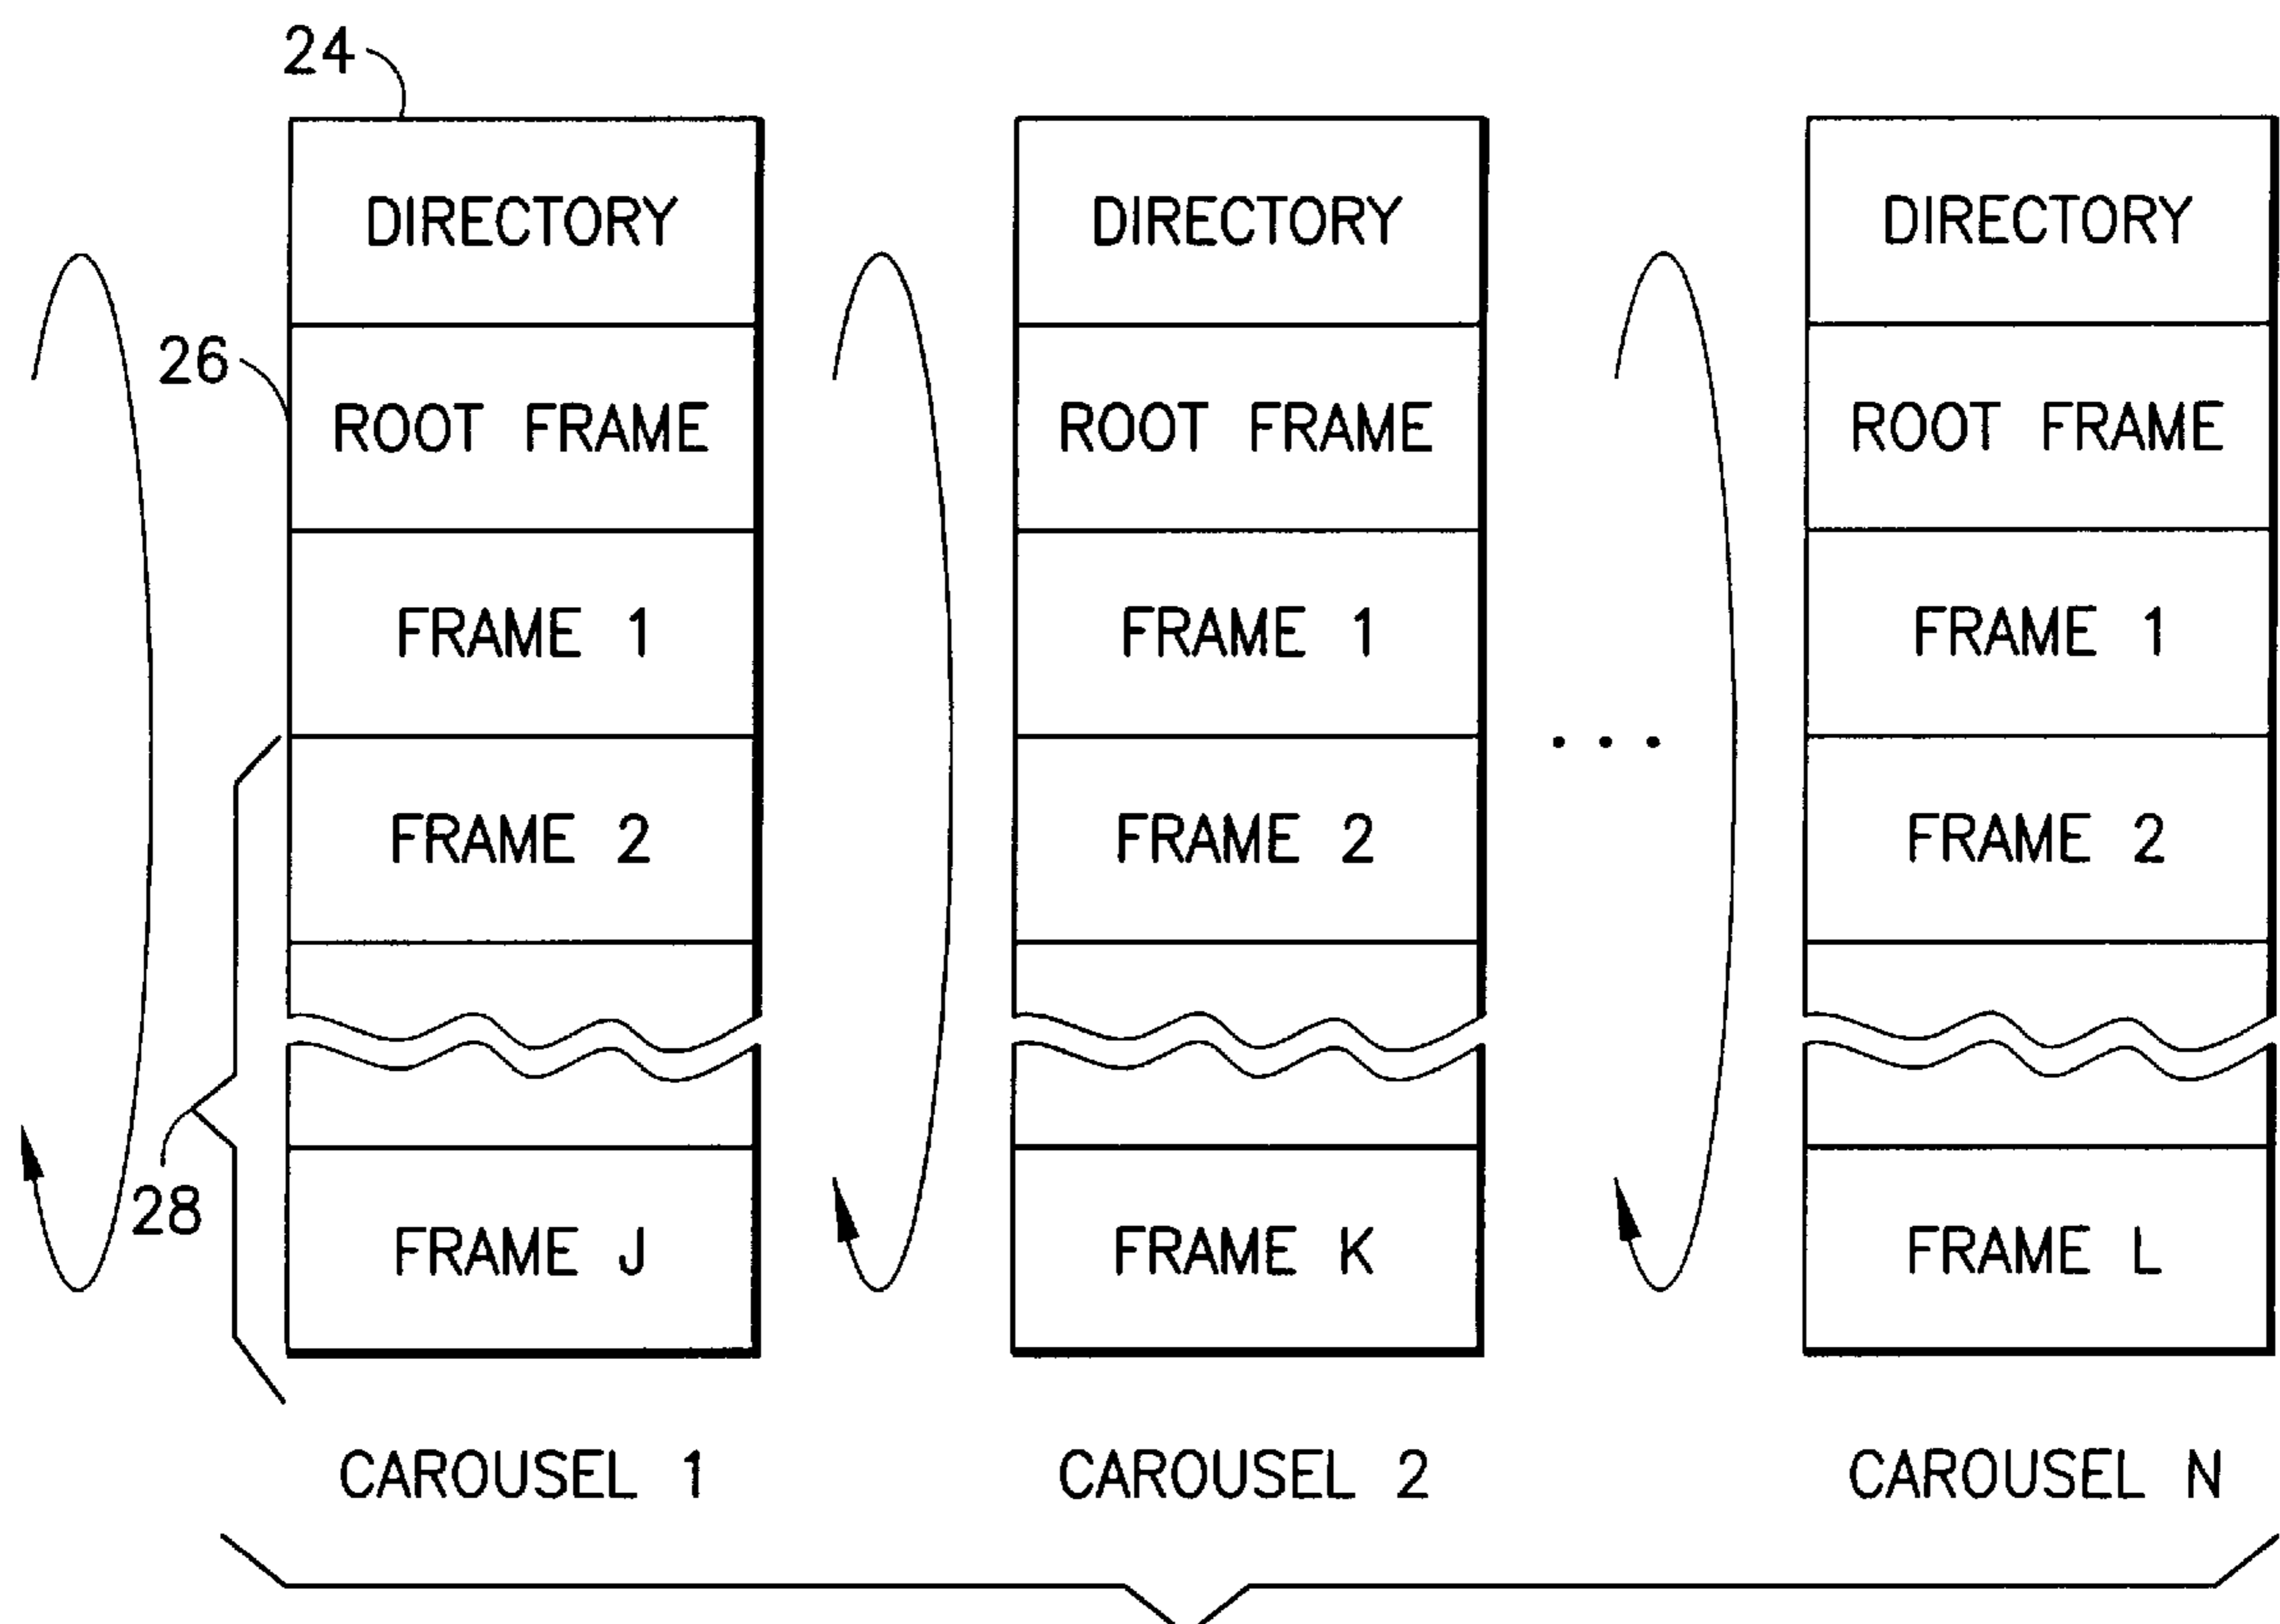 24
DIRECTORY DIRECTORY DIRECTORY
26
ROOT FRAME ROOT FRAME ROOT FRAME
FRAME 1 FRAME 1 FRAME 1
...
FRAME 2 FRAME 2 FRAME 2
28
FRAME J FRAME K FRAME L
CAROUSEL 1 CAROUSEL 2 CAROUSEL N